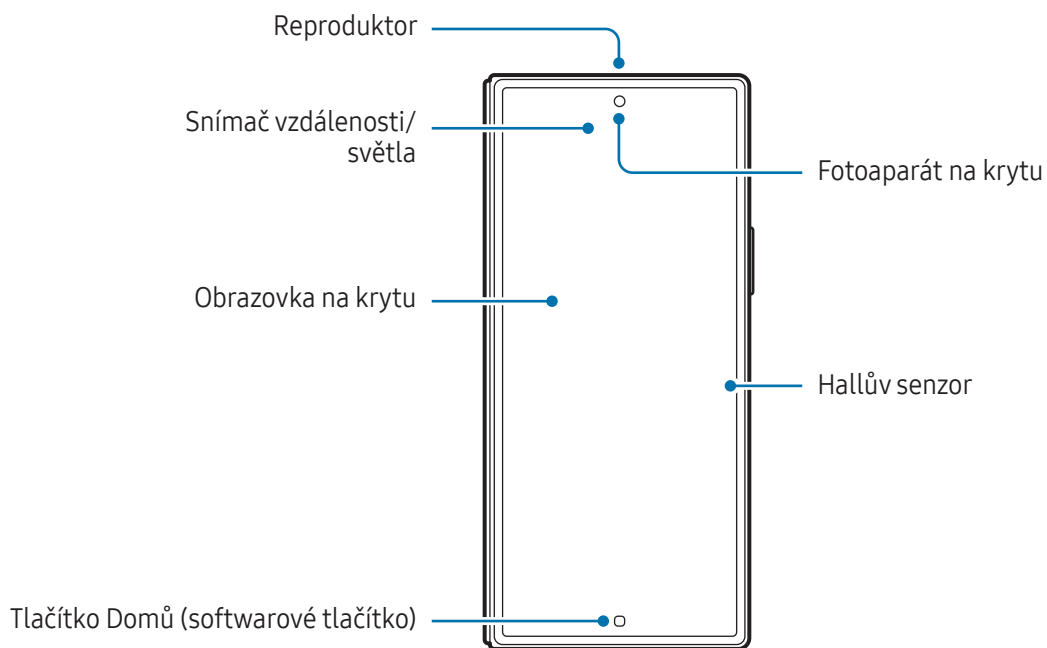 Reproduktor
Snímač vzdálenosti/
světla
Fotoaparát na krytu
Obrazovka na krytu
Hallův senzor
Tlačítko Domů (softwarové tlačítko)